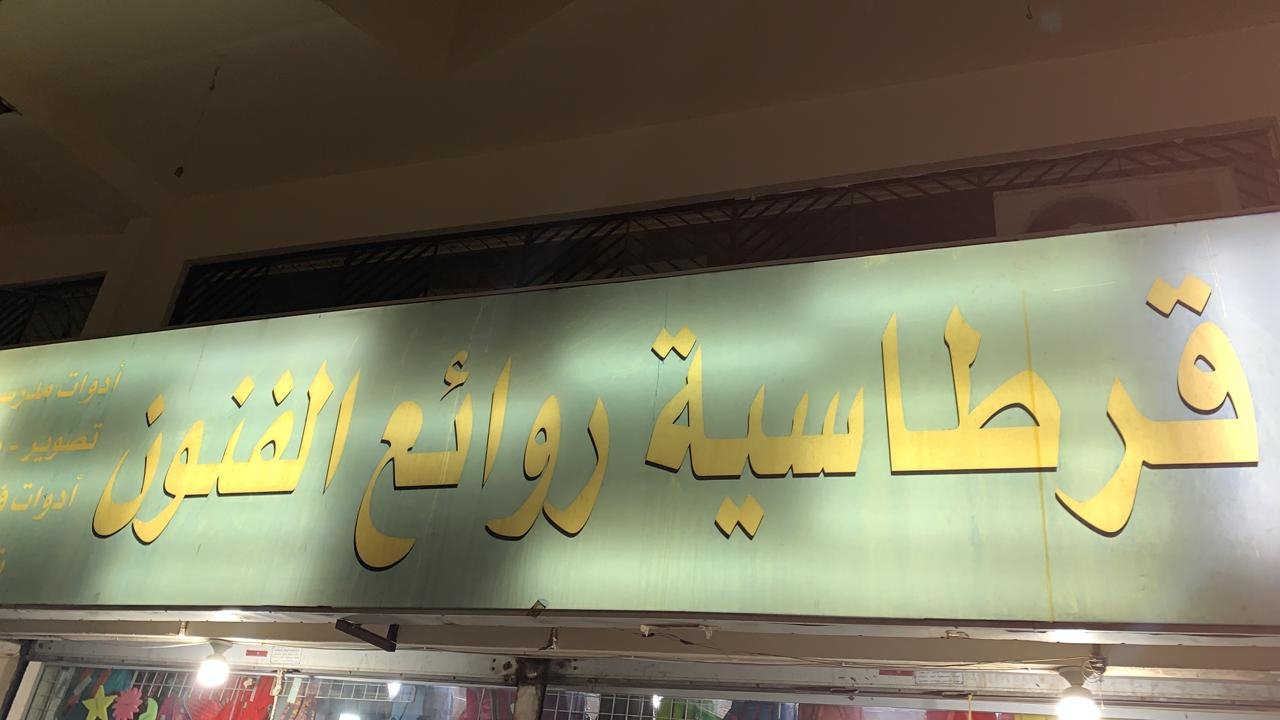 قرطاسية روائع الفنون
أدوات
تصوير -
أدوات